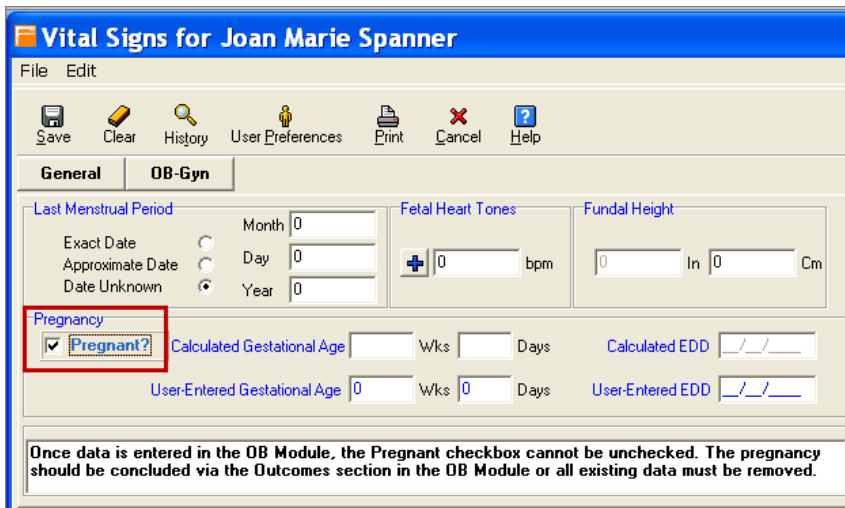 Vital Signs for Joan Marie Spanner
File Edit
Save Clear History User Preferences Print Cancel Help
General OB-Gyn
Last Menstrual Period
Exact Date
Approximate Date
Date Unknown
Month 0
Day 0
Year 0
Fetal Heart Tones
0 bpm
Fundal Height
0 In 0 Cm
Pregnancy
Pregnant? Calculated Gestational Age Wks Days Calculated EDD __/__/____
User-Entered Gestational Age 0 Wks 0 Days User-Entered EDD __/__/____
Once data is entered in the OB Module, the Pregnant checkbox cannot be unchecked. The pregnancy
should be concluded via the Outcomes section in the OB Module or all existing data must be removed.